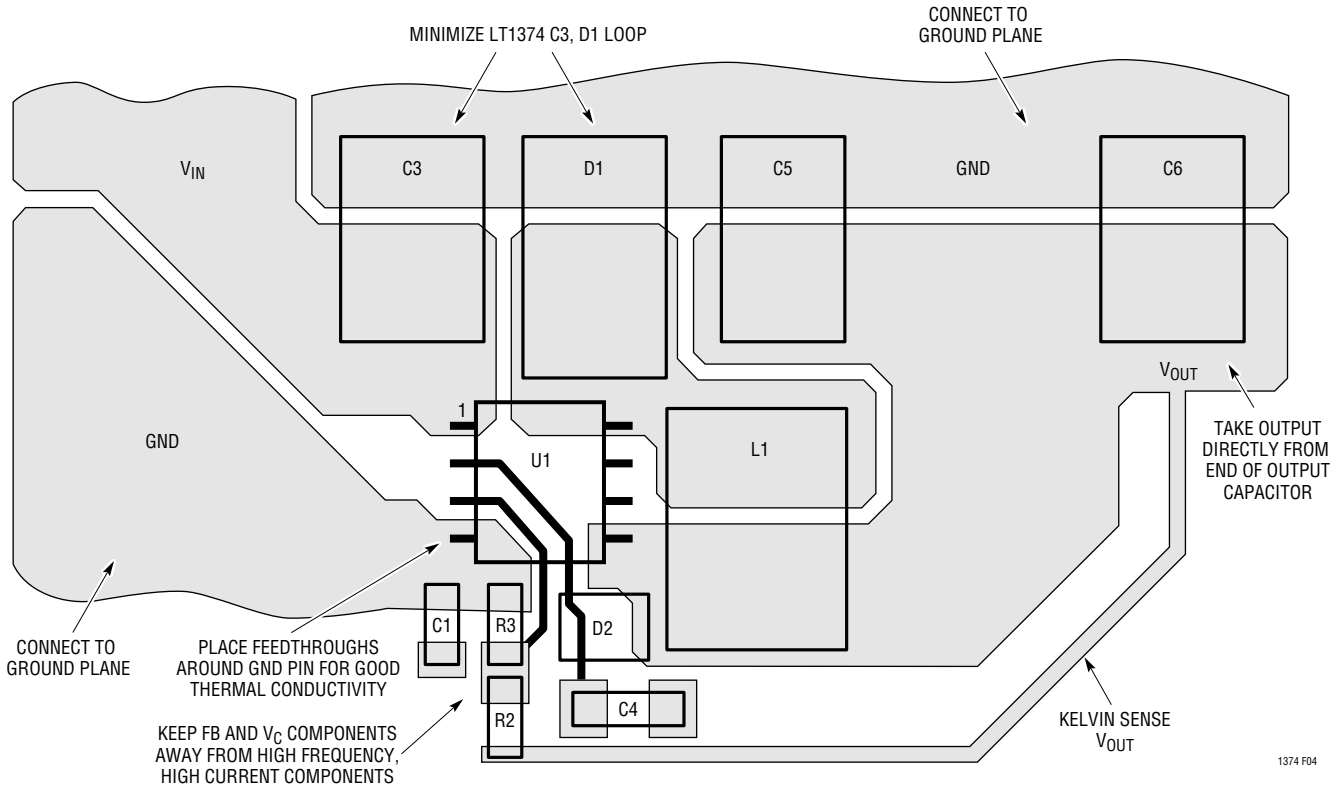 CONNECT TO
GROUND PLANE
MINIMIZE LT1374 C3, D1 LOOP
VIN
C3
D1
C5
GND
C6
VOUT
1
GND
U1
L1
TAKE OUTPUT
DIRECTLY FROM
END OF OUTPUT
CAPACITOR
CONNECT TO
GROUND PLANE
PLACE FEEDTHROUGHS
AROUND GND PIN FOR GOOD
THERMAL CONDUCTIVITY
C1
R3
D2
R2
C4
KEEP FB AND VC COMPONENTS
AWAY FROM HIGH FREQUENCY,
HIGH CURRENT COMPONENTS
KELVIN SENSE
VOUT
1374 F04